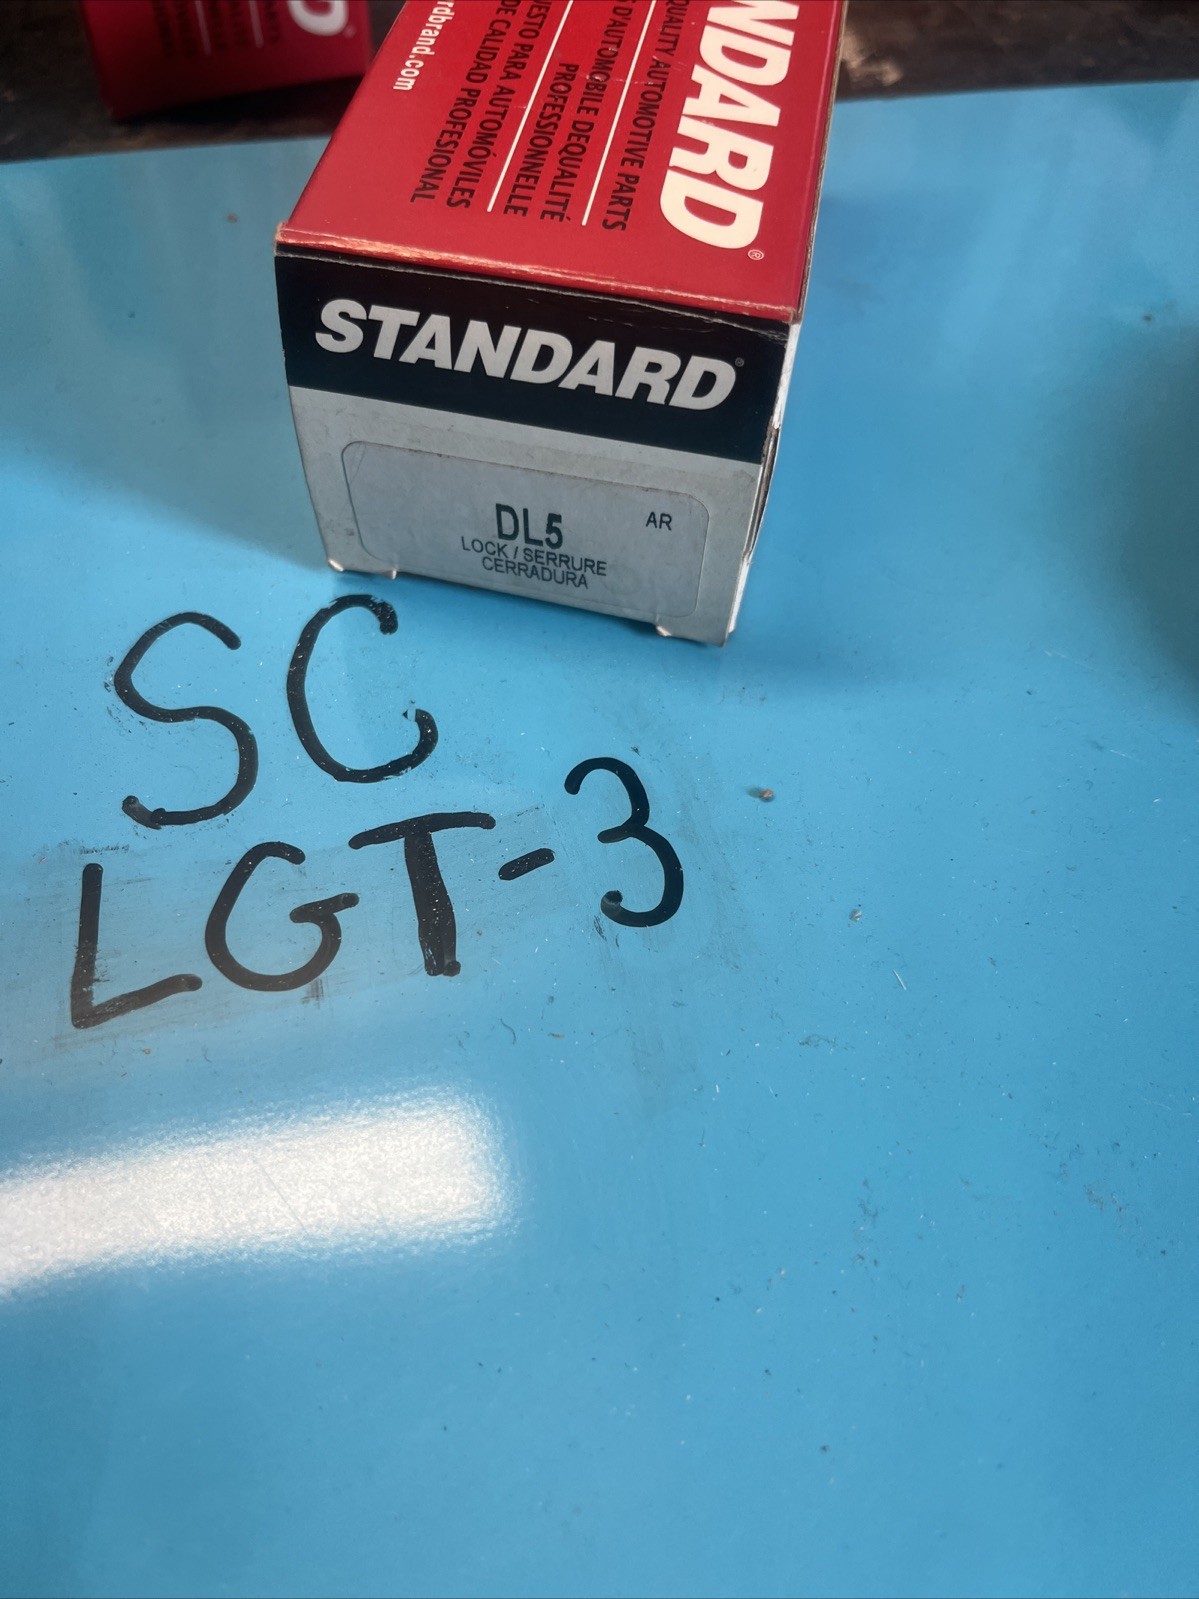 NDARD®
QUALITY AUTOMOTIVE PARTS
D'AUTOMOBILE DE QUALITÉ
PROFESSIONNELLE
PARA AUTOMÓVILES
DE CALIDAD PROFESIONAL
rdbrand.com
STANDARD®
DL5
AR
LOCK / SERRURE
CERRADURA
SC
LGT-3